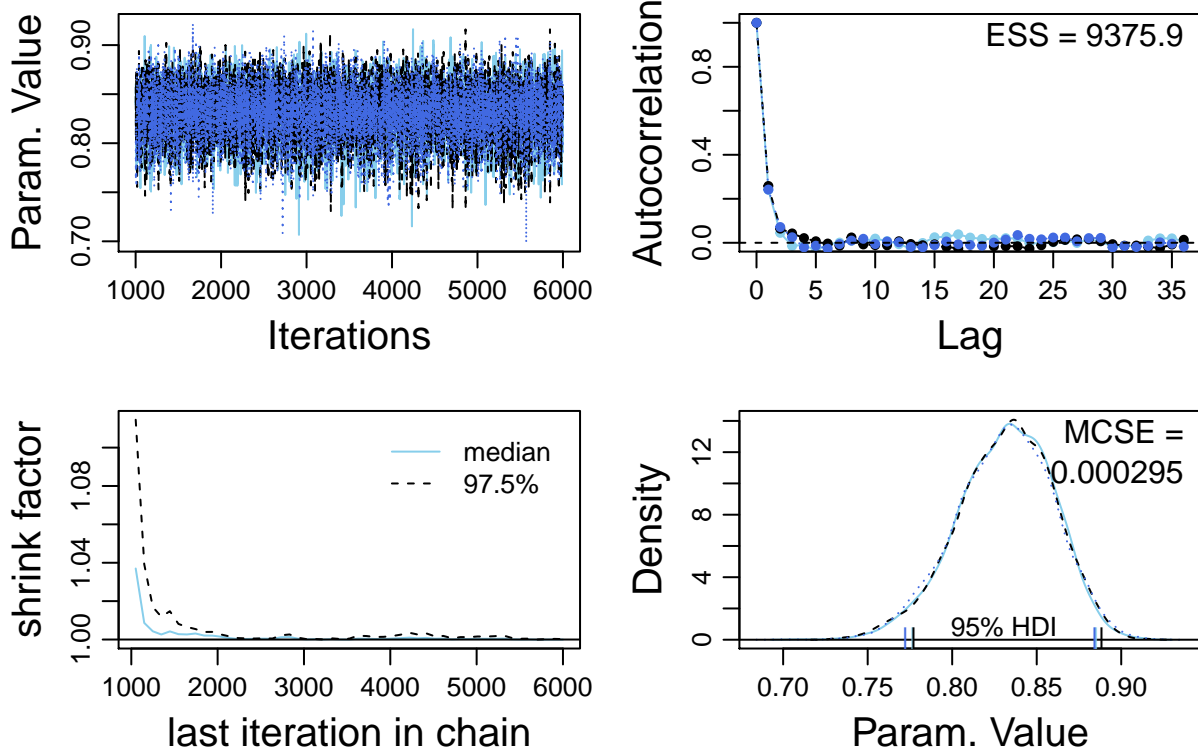 Param. Value
0.90
0.80
0.70
1000 2000 3000 4000 5000 6000
Iterations
Autocorrelation
0.8
0.4
0.0
ESS = 9375.9
0 5 10 15 20 25 30 35
Lag
shrink factor
1.08
1.04
1.00
median
97.5%
1000 2000 3000 4000 5000 6000
last iteration in chain
Density
12
8
4
0
MCSE =
0.000295
95% HDI
0.70 0.75 0.80 0.85 0.90
Param. Value